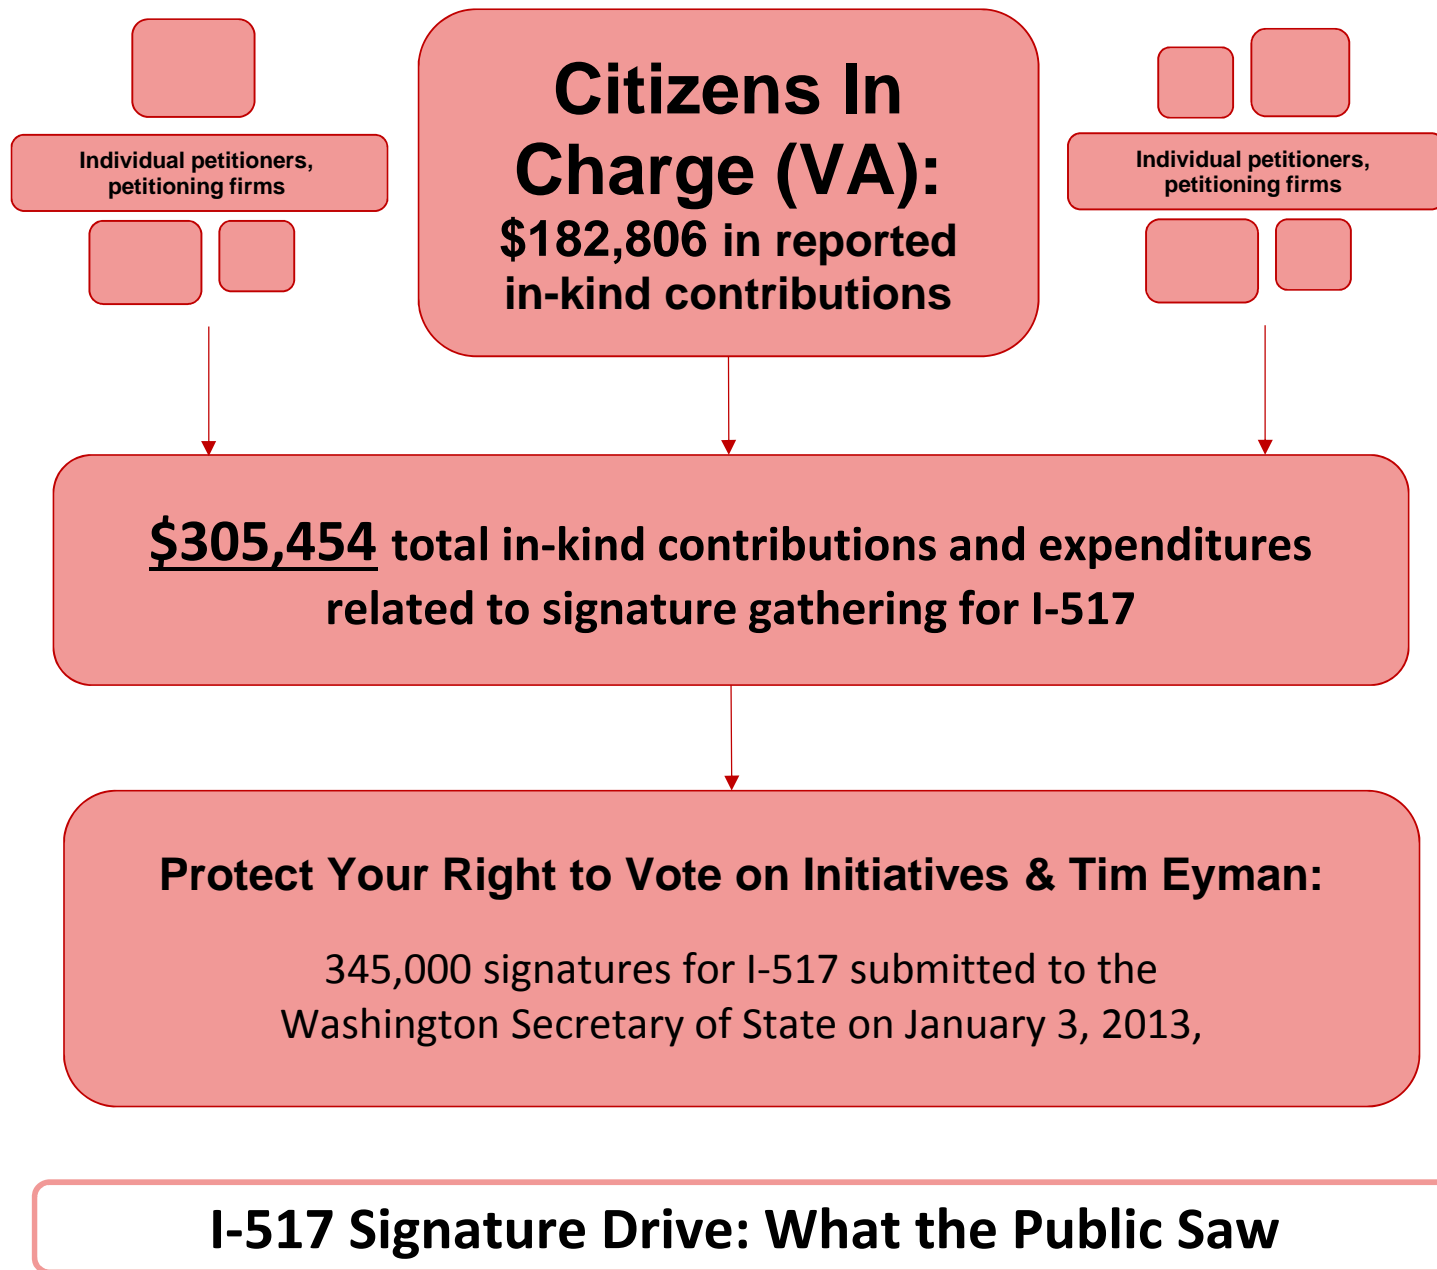 Individual petitioners,
petitioning firms
Citizens In
Charge (VA):
$182,806 in reported
in-kind contributions
Individual petitioners,
petitioning firms
$305,454 total in-kind contributions and expenditures
related to signature gathering for I-517
Protect Your Right to Vote on Initiatives & Tim Eyman:
345,000 signatures for I-517 submitted to the
Washington Secretary of State on January 3, 2013,
I-517 Signature Drive: What the Public Saw